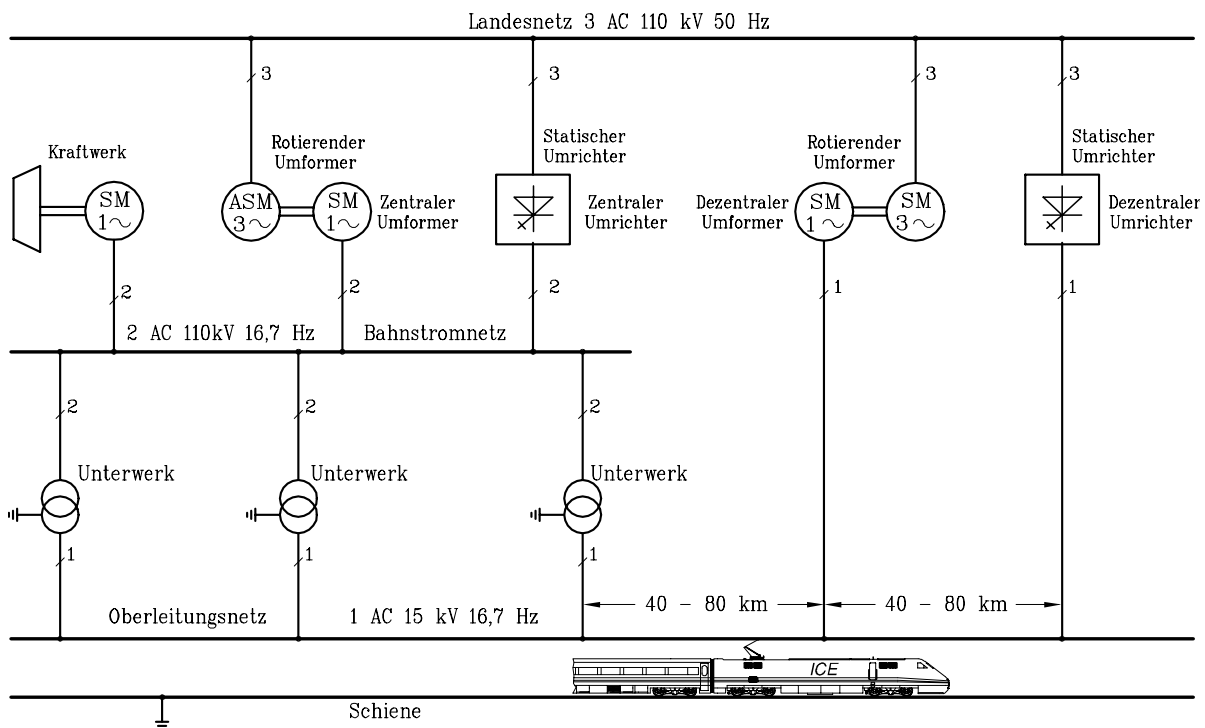 Landesnetz 3 AC 110 kV 50 Hz
3
3
3
3
Kraftwerk
Rotierender
Umformer
Statischer
Umrichter
Rotierender
Umformer
Statischer
Umrichter
SM
1~
ASM
3~
SM
1~
Zentraler
Umformer
Zentraler
Umrichter
Dezentraler
Umformer
SM
1~
SM
3~
Dezentraler
Umrichter
2
2
2
1
1
2 AC 110kV 16,7 Hz
Bahnstromnetz
2
2
2
Unterwerk
Unterwerk
Unterwerk
1
1
1
Oberleitungsnetz
1 AC 15 kV 16,7 Hz
40 - 80 km
40 - 80 km
ICE
Schiene